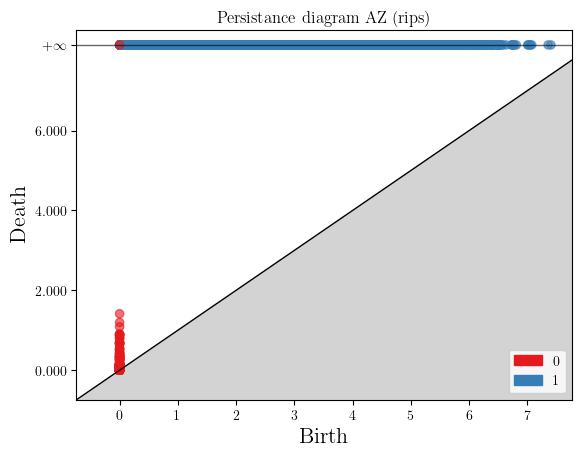 Persistance diagram AZ (rips)
+∞
6.000
4.000
2.000
0.000
Death
0
1
0 1 2 3 4 5 6 7
Birth